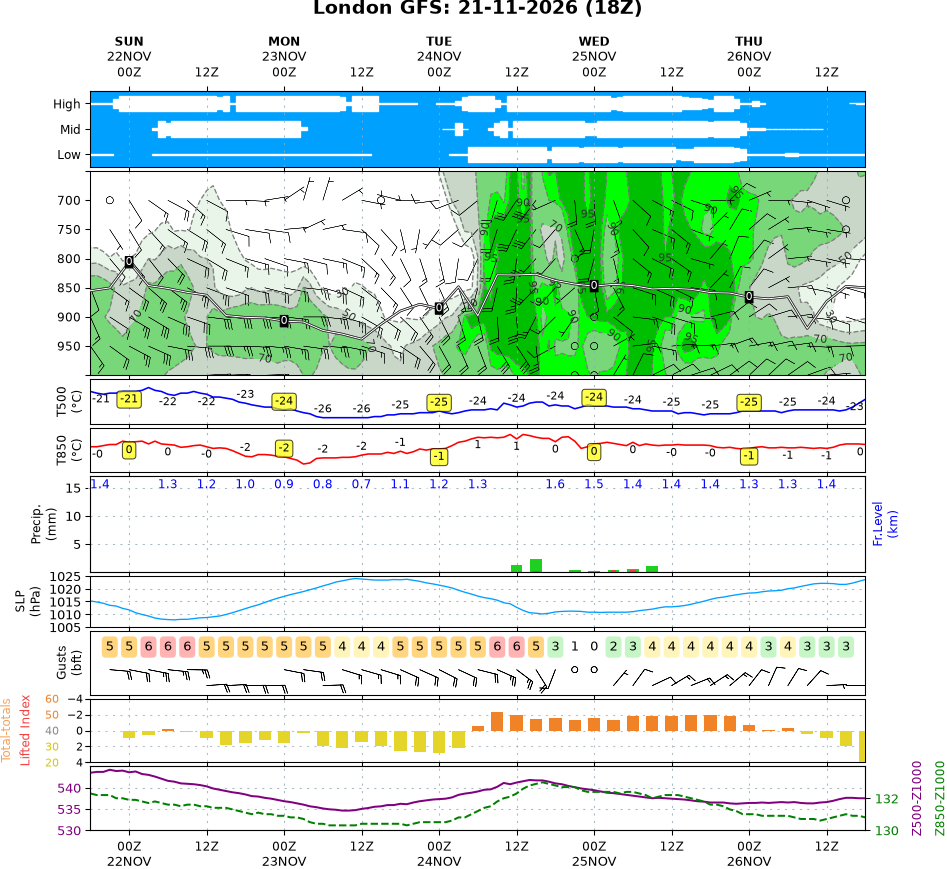 London GFS: 21-11-2026 (18Z)
SUN MON TUE WED THU
22NOV 23NOV 24NOV 25NOV 26NOV
00Z 12Z 00Z 12Z 00Z 12Z 00Z 12Z 00Z 12Z
High
Mid
Low
700
750
800
850
900
950
0 0 0 0 0
T500
(°C)
-21 -21 -22 -22 -23 -24 -26 -26 -25 -25 -24 -24 -24 -24 -24 -25 -25 -25 -24 -23
T850
(°C)
-0 0 0 -0 -2 -2 -2 -2 -1 -1 1 1 0 0 0 -0 -0 -1 -1 -1 0
1.4 1.3 1.2 1.0 0.9 0.8 0.7 1.1 1.2 1.3 1.6 1.5 1.4 1.4 1.4 1.3 1.3 1.4
Precip.
(mm)
15
10
5
Fr.Level
(km)
SLP
(hPa)
1025
1020
1015
1010
1005
Gusts
(bft)
5 5 6 6 6 5 5 5 5 5 5 5 4 4 4 5 5 5 5 5 6 6 5 3 1 0 2 3 4 4 4 4 4 4 3 4 3 3 3
Total-totals
Lifted Index
60 −4
50 −2
40 0
30 2
20 4
540
535
530
132
130
Z500-Z1000
Z850-Z1000
00Z 12Z 00Z 12Z 00Z 12Z 00Z 12Z 00Z 12Z
22NOV 23NOV 24NOV 25NOV 26NOV